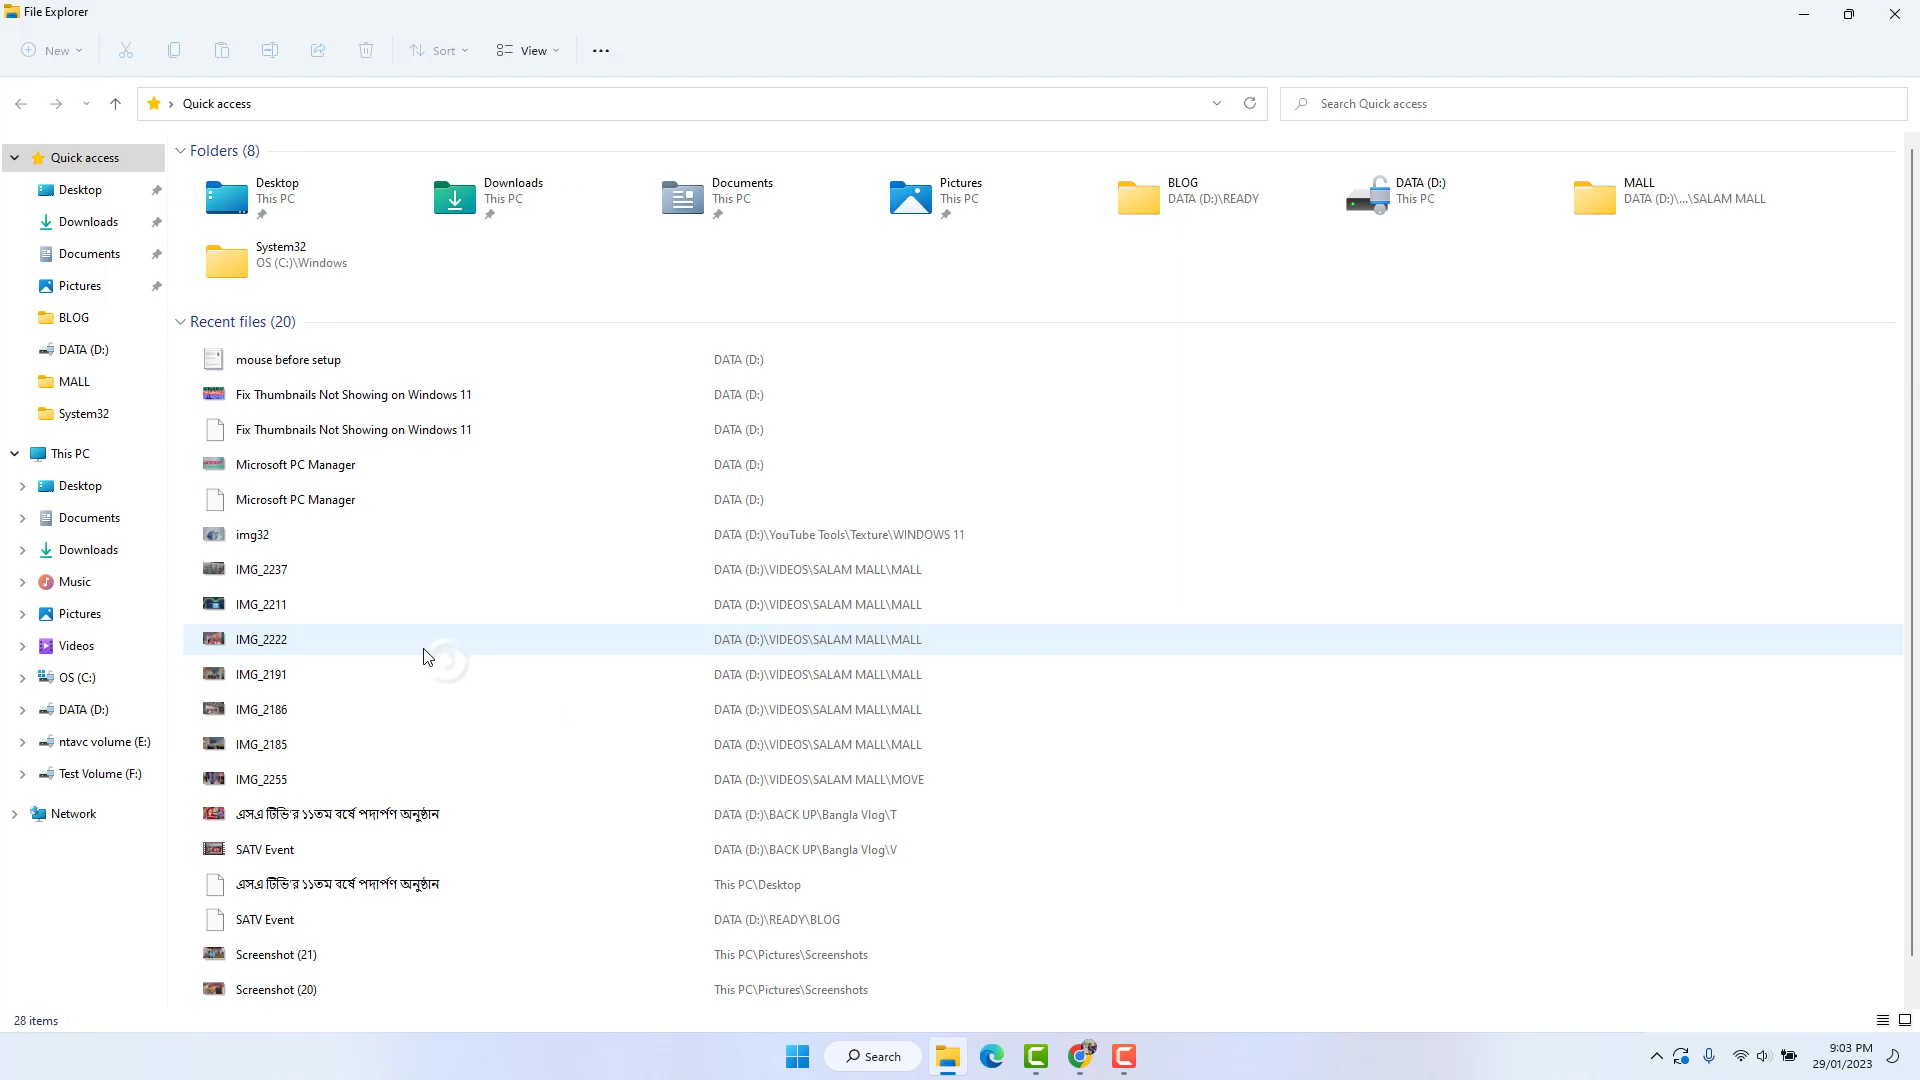 File Explorer
New
Sort
View
Quick access
Search Quick access
Quick access
Desktop
Downloads
Documents
Pictures
BLOG
DATA (D:)
MALL
System32
This PC
Desktop
Documents
Downloads
Music
Pictures
Videos
OS (C:)
DATA (D:)
ntavc volume (E:)
Test Volume (F:)
Network
Folders (8)
Desktop
This PC
Downloads
This PC
Documents
This PC
Pictures
This PC
BLOG
DATA (D:)\READY
DATA (D:)
This PC
MALL
DATA (D:)\...\SALAM MALL
System32
OS (C:)\Windows
Recent files (20)
mouse before setup DATA (D:)
Fix Thumbnails Not Showing on Windows 11 DATA (D:)
Fix Thumbnails Not Showing on Windows 11 DATA (D:)
Microsoft PC Manager DATA (D:)
Microsoft PC Manager DATA (D:)
img32 DATA (D:)\YouTube Tools\Texture\WINDOWS 11
IMG_2237 DATA (D:)\VIDEOS\SALAM MALL\MALL
IMG_2211 DATA (D:)\VIDEOS\SALAM MALL\MALL
IMG_2222 DATA (D:)\VIDEOS\SALAM MALL\MALL
IMG_2191 DATA (D:)\VIDEOS\SALAM MALL\MALL
IMG_2186 DATA (D:)\VIDEOS\SALAM MALL\MALL
IMG_2185 DATA (D:)\VIDEOS\SALAM MALL\MALL
IMG_2255 DATA (D:)\VIDEOS\SALAM MALL\MOVE
এসএ টিভি'র ১১তম বর্ষে পদার্পণ অনুষ্ঠান DATA (D:)\BACK UP\Bangla Vlog\T
SATV Event DATA (D:)\BACK UP\Bangla Vlog\V
এসএ টিভি'র ১১তম বর্ষে পদার্পণ অনুষ্ঠান This PC\Desktop
SATV Event DATA (D:)\READY\BLOG
Screenshot (21) This PC\Pictures\Screenshots
Screenshot (20) This PC\Pictures\Screenshots
28 items
Search
9:03 PM
29/01/2023